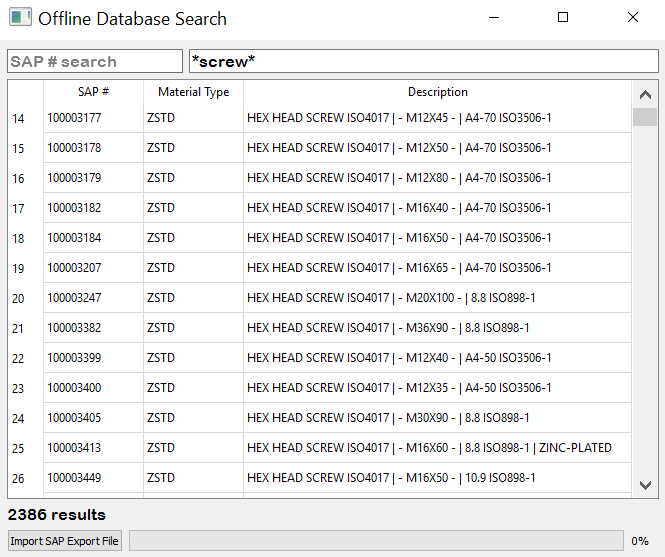 Offline Database Search
SAP # search *screw*
SAP # Material Type Description
14 100003177 ZSTD HEX HEAD SCREW ISO4017 | - M12X45 - | A4-70 ISO3506-1
15 100003178 ZSTD HEX HEAD SCREW ISO4017 | - M12X50 - | A4-70 ISO3506-1
16 100003179 ZSTD HEX HEAD SCREW ISO4017 | - M12X80 - | A4-70 ISO3506-1
17 100003182 ZSTD HEX HEAD SCREW ISO4017 | - M16X40 - | A4-70 ISO3506-1
18 100003184 ZSTD HEX HEAD SCREW ISO4017 | - M16X50 - | A4-70 ISO3506-1
19 100003207 ZSTD HEX HEAD SCREW ISO4017 | - M16X65 - | A4-70 ISO3506-1
20 100003247 ZSTD HEX HEAD SCREW ISO4017 | - M20X100 - | 8.8 ISO898-1
21 100003382 ZSTD HEX HEAD SCREW ISO4017 | - M36X90 - | 8.8 ISO898-1
22 100003399 ZSTD HEX HEAD SCREW ISO4017 | - M12X40 - | A4-50 ISO3506-1
23 100003400 ZSTD HEX HEAD SCREW ISO4017 | - M12X35 - | A4-50 ISO3506-1
24 100003405 ZSTD HEX HEAD SCREW ISO4017 | - M30X90 - | 8.8 ISO898-1
25 100003413 ZSTD HEX HEAD SCREW ISO4017 | - M16X60 - | 8.8 ISO898-1 | ZINC-PLATED
26 100003449 ZSTD HEX HEAD SCREW ISO4017 | - M16X50 - | 10.9 ISO898-1
2386 results
Import SAP Export File 0%